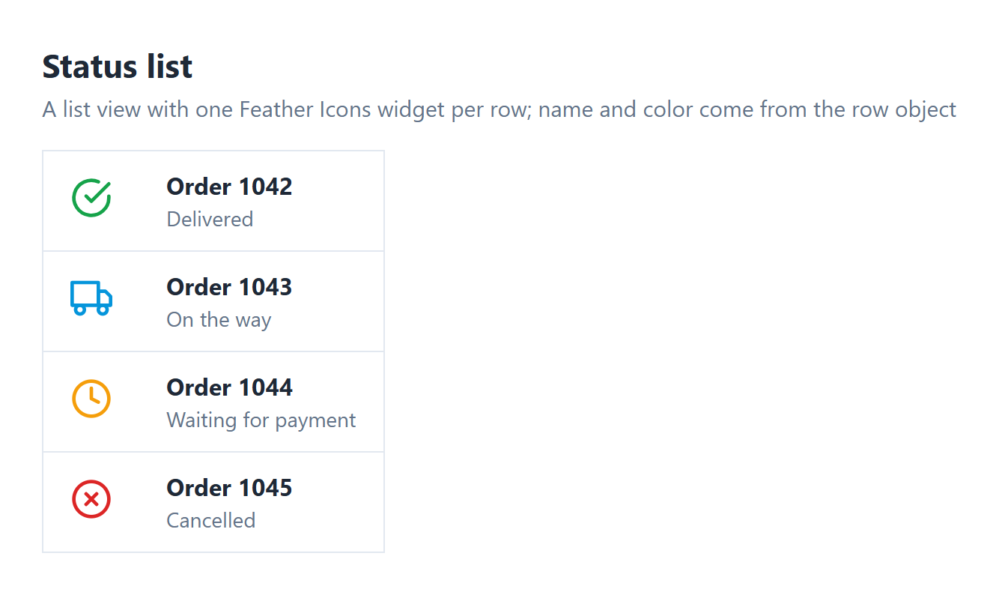 Status list
A list view with one Feather Icons widget per row; name and color come from the row object
Order 1042
Delivered
Order 1043
On the way
Order 1044
Waiting for payment
Order 1045
Cancelled